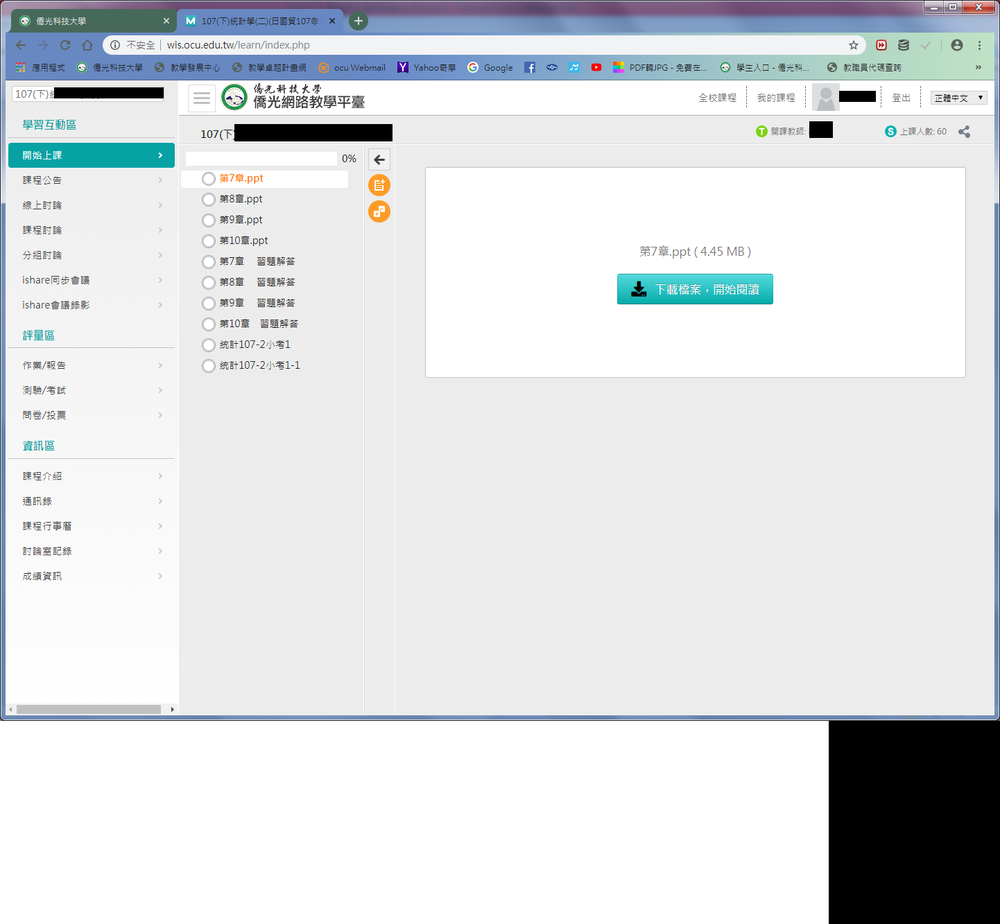 僑光科技大學
107(下)統計學(二)(日國貿107孝
不安全
wis.ocu.edu.tw/learn/index.php
應用程式
僑光科技大學
教學發展中心
教學卓越計畫網
ocu Webmail
Yahoo奇摩
Google
PDF轉JPG - 免費在...
學生入口 - 僑光科...
教職員代碼查詢
»
107(下)
僑光科技大學
僑光網路教學平臺
全校課程
我的課程
登出
正體中文
學習互動區
開始上課
課程公告
線上討論
課程討論
分組討論
ishare同步會議
ishare會議錄影
評量區
作業/報告
測驗/考試
問卷/投票
資訊區
課程介紹
通訊錄
課程行事曆
討論室記錄
成績資訊
107(下)
T 開課教師:
S 上課人數: 60
0%
第7章.ppt
第8章.ppt
第9章.ppt
第10章.ppt
第7章 習題解答
第8章 習題解答
第9章 習題解答
第10章 習題解答
統計107-2小考1
統計107-2小考1-1
第7章.ppt ( 4.45 MB )
下載檔案，開始閱讀